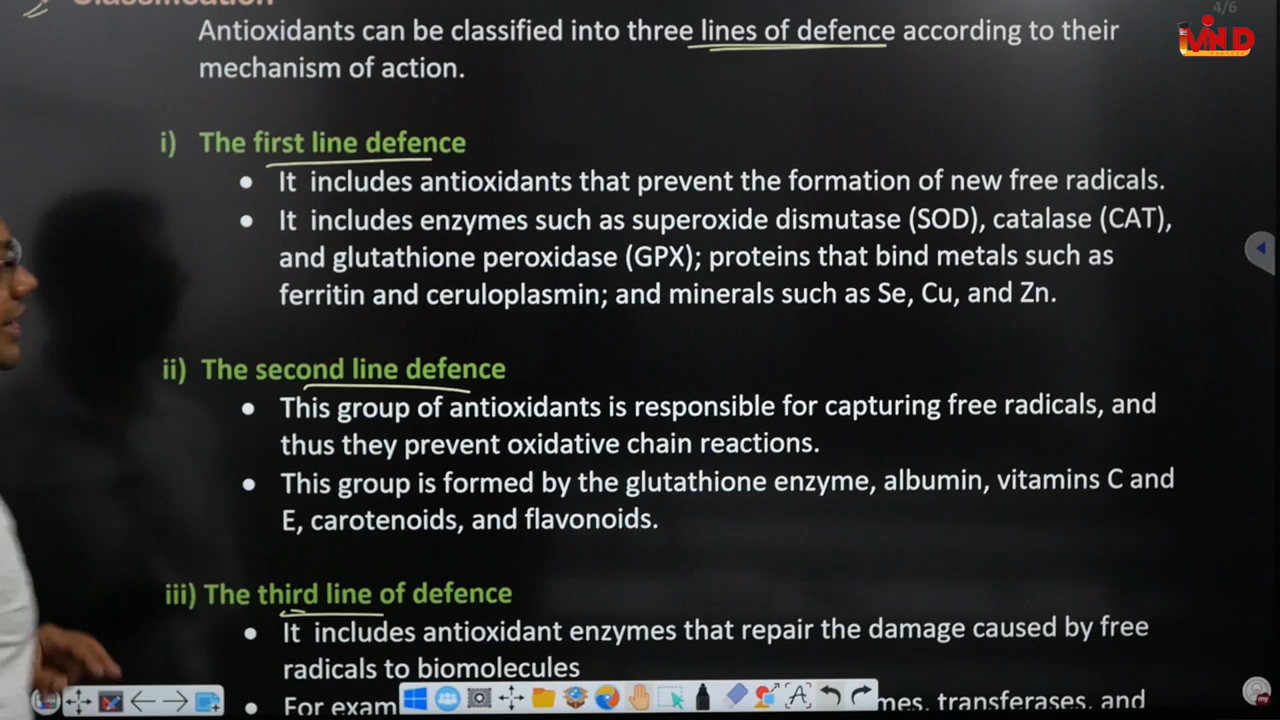 Classification
4/6
Antioxidants can be classified into three lines of defence according to their
mechanism of action.
MIND
i) The first line defence
• It includes antioxidants that prevent the formation of new free radicals.
• It includes enzymes such as superoxide dismutase (SOD), catalase (CAT),
and glutathione peroxidase (GPX); proteins that bind metals such as
ferritin and ceruloplasmin; and minerals such as Se, Cu, and Zn.
ii) The second line defence
• This group of antioxidants is responsible for capturing free radicals, and
thus they prevent oxidative chain reactions.
• This group is formed by the glutathione enzyme, albumin, vitamins C and
E, carotenoids, and flavonoids.
iii) The third line of defence
• It includes antioxidant enzymes that repair the damage caused by free
radicals to biomolecules
• For exam mes, transferases, and